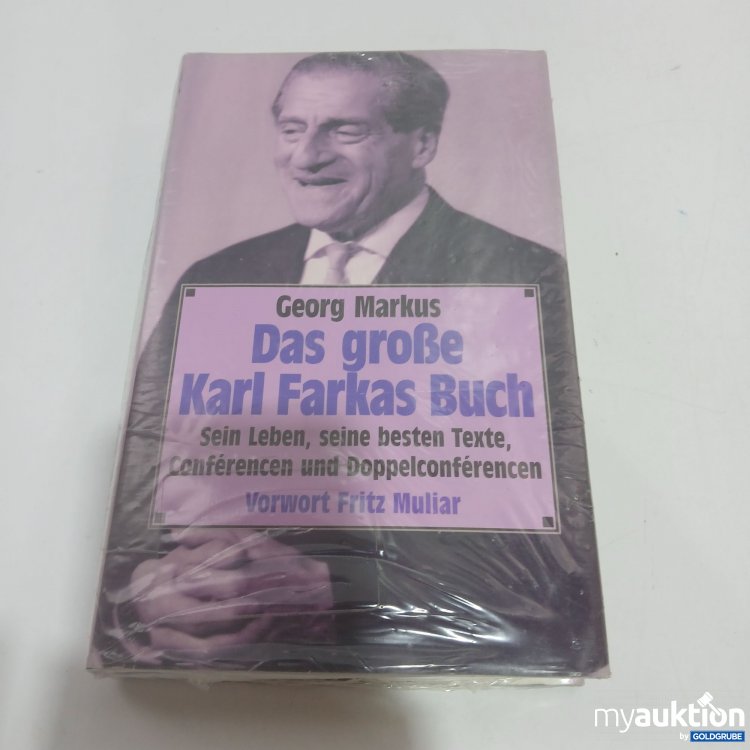 Georg Markus
Das große
Karl Farkas Buch
Sein Leben, seine besten Texte,
Conférencen und Doppelconférencen
Vorwort Fritz Muliar
myauktion
by GOLDGRUBE